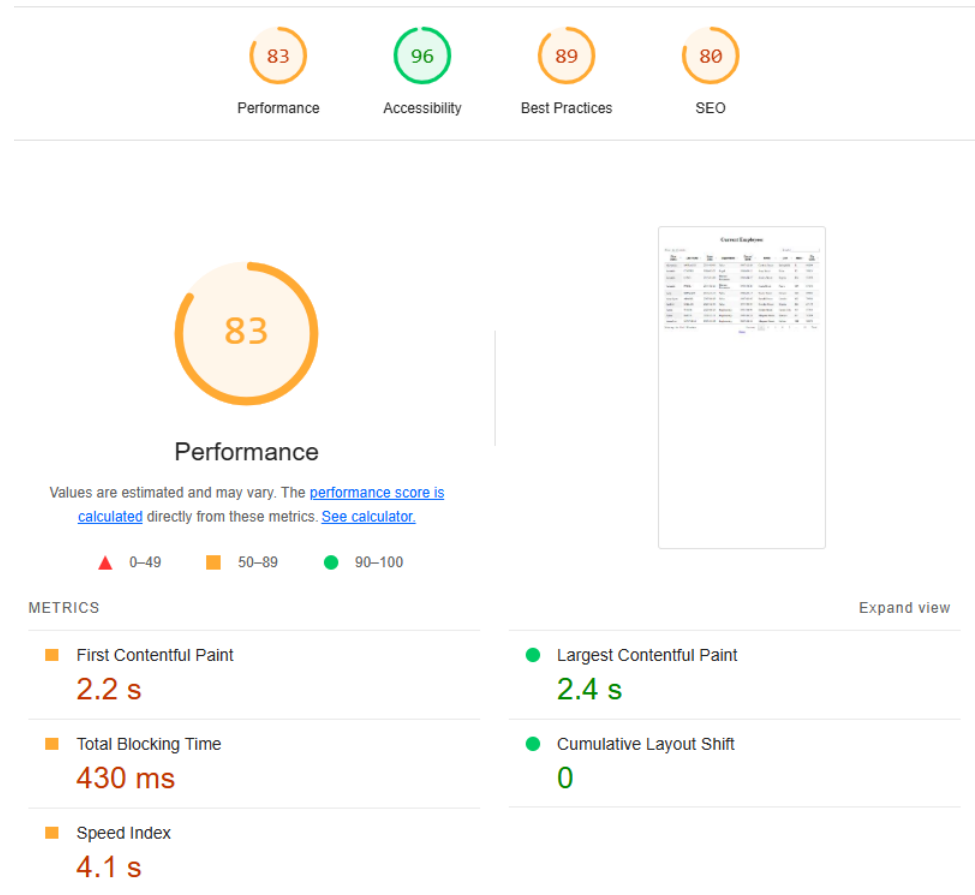 83 96 89 80
Performance Accessibility Best Practices SEO
83
Performance
Values are estimated and may vary. The performance score is
calculated directly from these metrics. See calculator.
0–49 50–89 90–100
Current Employees
METRICS Expand view
First Contentful Paint
2.2 s
Largest Contentful Paint
2.4 s
Total Blocking Time
430 ms
Cumulative Layout Shift
0
Speed Index
4.1 s